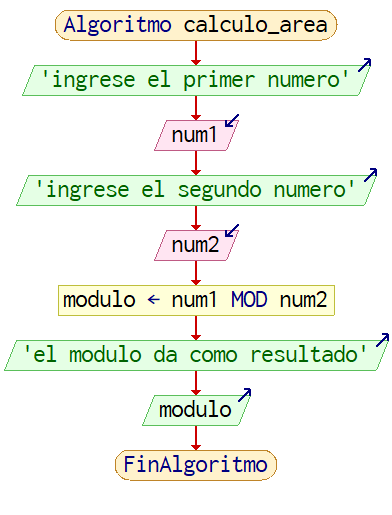 Algoritmo calculo_area
'ingrese el primer numero'
num1
'ingrese el segundo numero'
num2
modulo ← num1 MOD num2
'el modulo da como resultado'
modulo
FinAlgoritmo